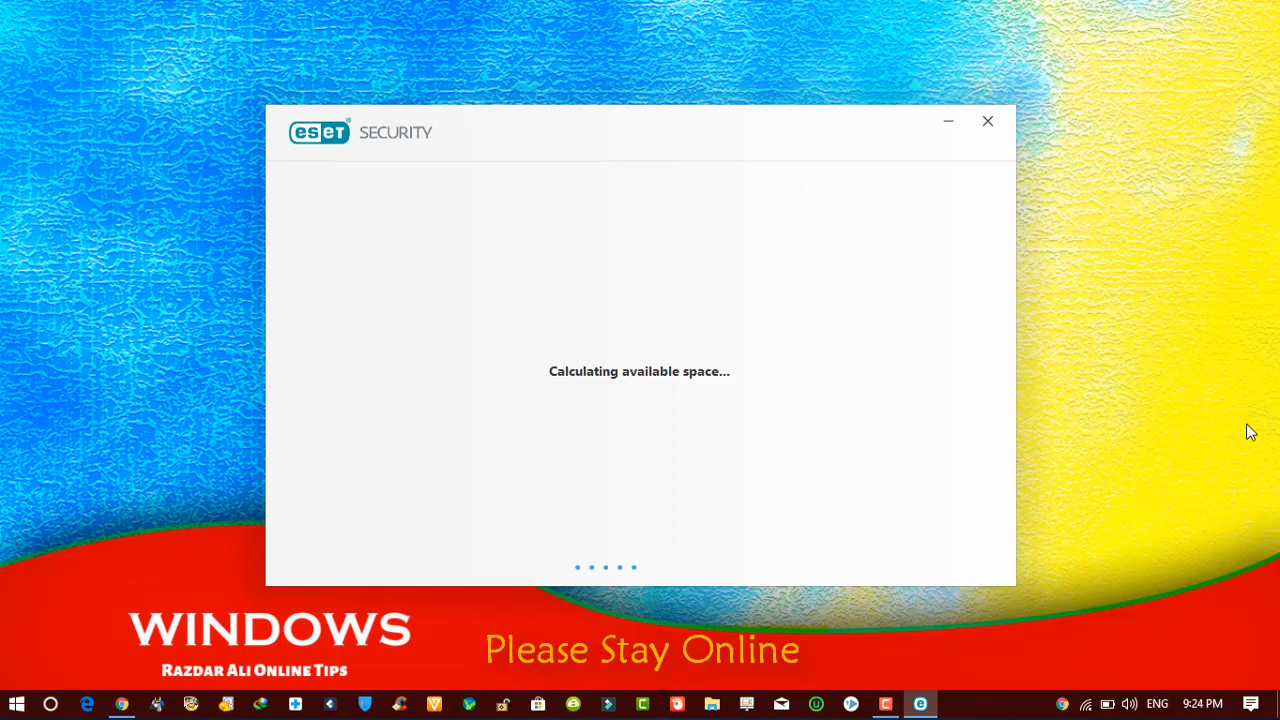 eseT SECURITY
Calculating available space...
WINDOWS
RAZDAR ALI ONLINE TIPS
Please Stay Online
ENG
9:24 PM